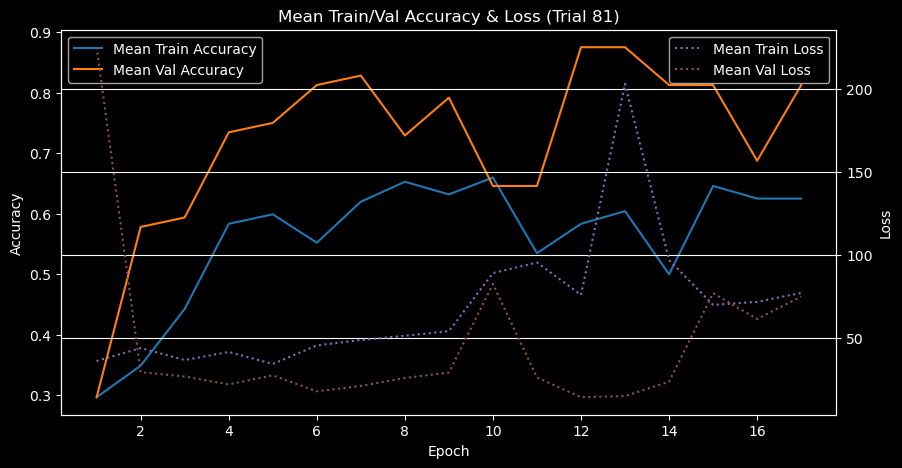 Mean Train/Val Accuracy & Loss (Trial 81)
Mean Train Accuracy
Mean Val Accuracy
Mean Train Loss
Mean Val Loss
Accuracy
0.9
0.8
0.7
0.6
0.5
0.4
0.3
200
150
100
50
Loss
2 4 6 8 10 12 14 16
Epoch